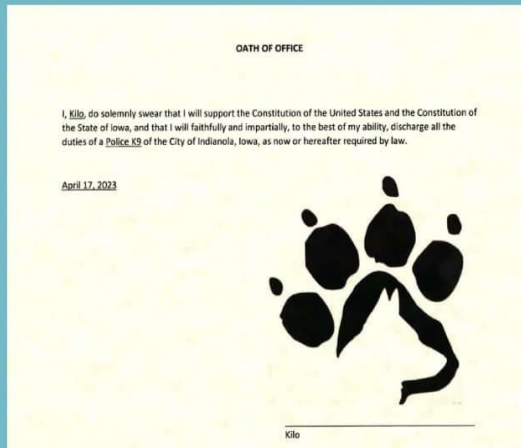 OATH OF OFFICE
I, Kilo, do solemnly swear that I will support the Constitution of the United States and the Constitution of
the State of Iowa, and that I will faithfully and impartially, to the best of my ability, discharge all the
duties of a Police K9 of the City of Indianola, Iowa, as now or hereafter required by law.
April 17, 2023
Kilo